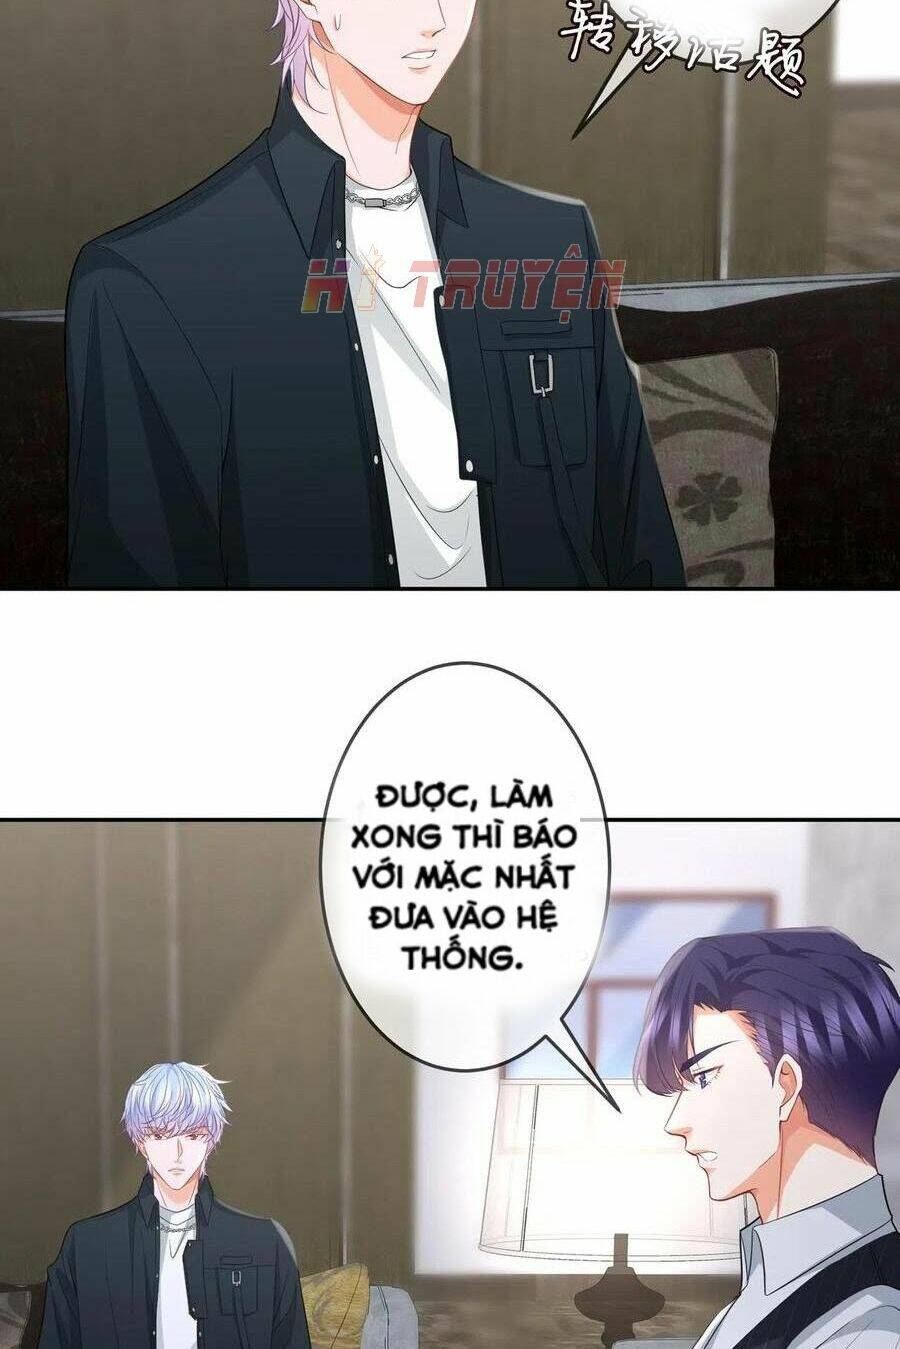 转移话题
HI TRUYỆN
ĐƯỢC, LÀM
XONG THÌ BÁO
VỚI MẶC NHẤT
ĐƯA VÀO HỆ
THỐNG.